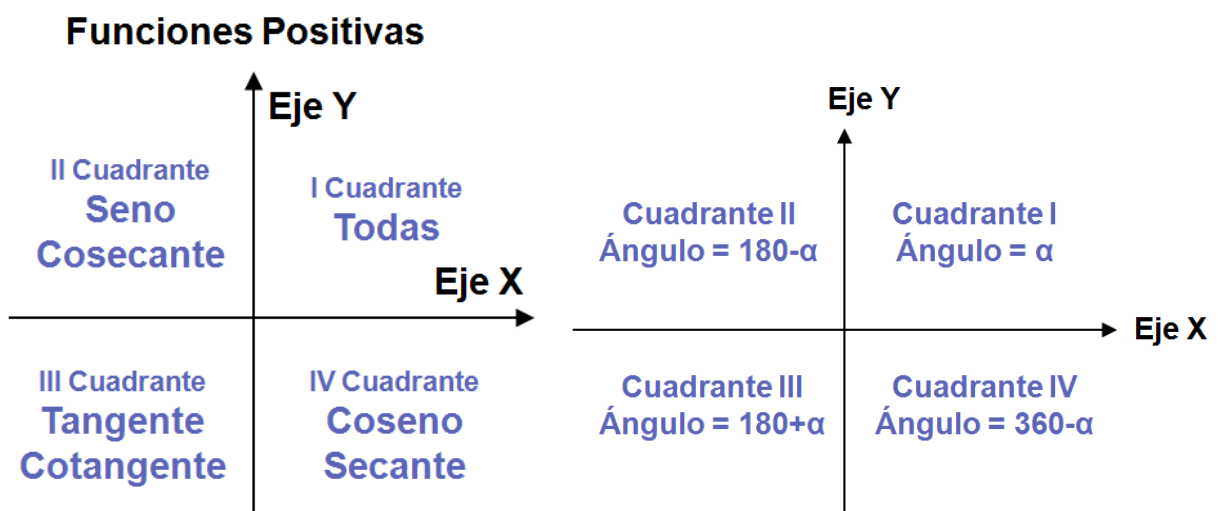 Funciones Positivas
Eje Y
II Cuadrante
Seno
Cosecante
I Cuadrante
Todas
Eje X
III Cuadrante
Tangente
Cotangente
IV Cuadrante
Coseno
Secante
Eje Y
Cuadrante II
Ángulo = 180-α
Cuadrante I
Ángulo = α
Eje X
Cuadrante III
Ángulo = 180+α
Cuadrante IV
Ángulo = 360-α